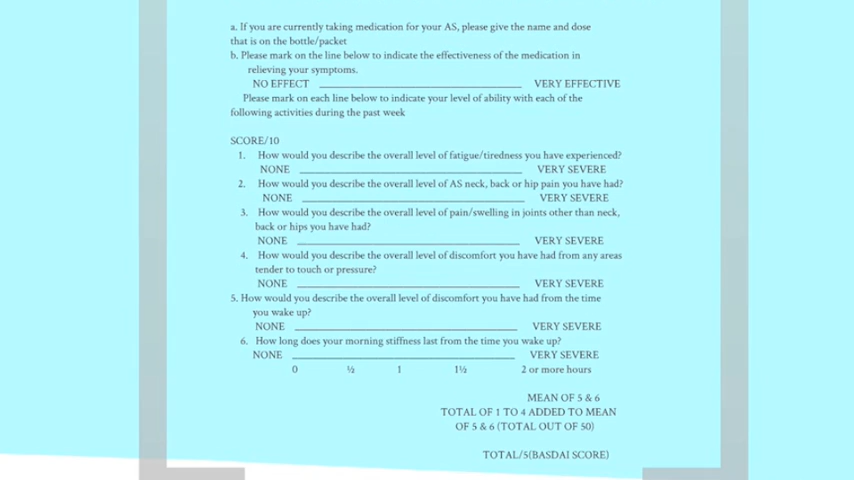 a. If you are currently taking medication for your AS, please give the name and dose
that is on the bottle/packet
b. Please mark on the line below to indicate the effectiveness of the medication in
relieving your symptoms.
NO EFFECT ______________________________ VERY EFFECTIVE
Please mark on each line below to indicate your level of ability with each of the
following activities during the past week
SCORE/10
1. How would you describe the overall level of fatigue/tiredness you have experienced?
NONE ______________________________ VERY SEVERE
2. How would you describe the overall level of AS neck, back or hip pain you have had?
NONE ______________________________ VERY SEVERE
3. How would you describe the overall level of pain/swelling in joints other than neck,
back or hips you have had?
NONE ______________________________ VERY SEVERE
4. How would you describe the overall level of discomfort you have had from any areas
tender to touch or pressure?
NONE ______________________________ VERY SEVERE
5. How would you describe the overall level of discomfort you have had from the time
you wake up?
NONE ______________________________ VERY SEVERE
6. How long does your morning stiffness last from the time you wake up?
NONE ______________________________ VERY SEVERE
0 ½ 1 1½ 2 or more hours
MEAN OF 5 & 6
TOTAL OF 1 TO 4 ADDED TO MEAN
OF 5 & 6 (TOTAL OUT OF 50)
TOTAL/5(BASDAI SCORE)